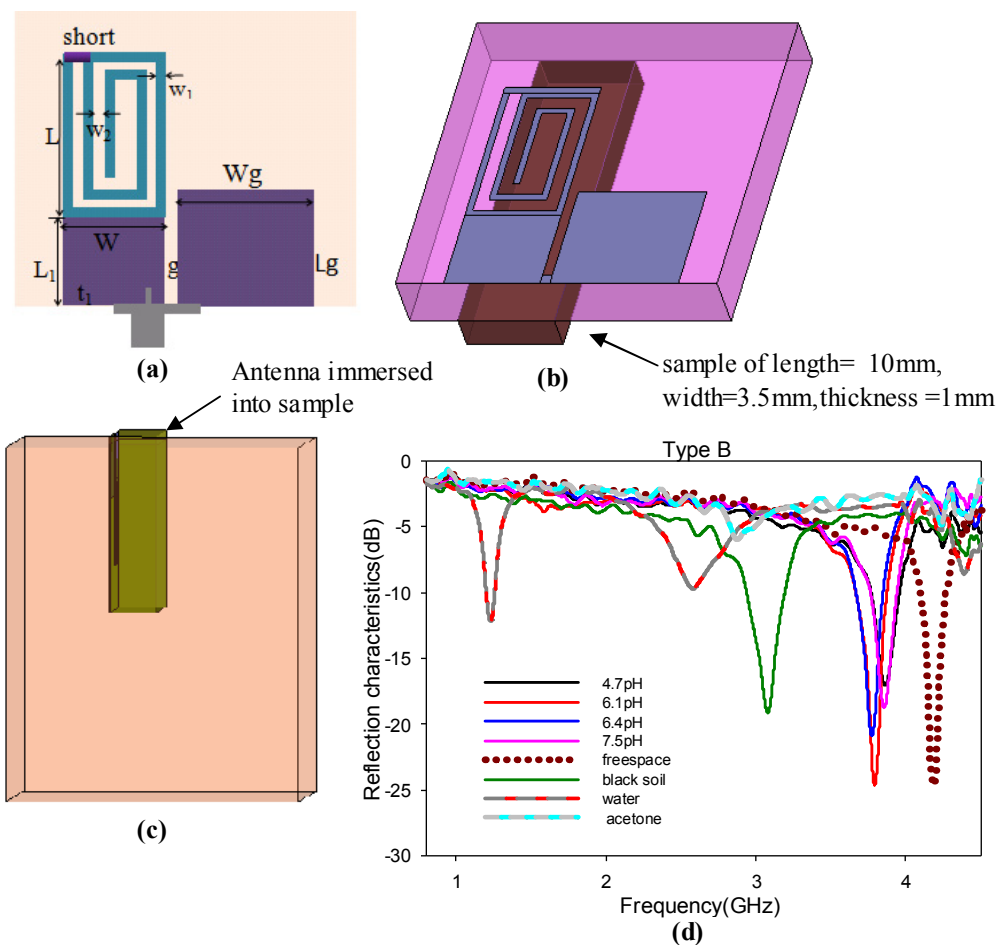 short
w1
L
w2
Wg
W
L1
g
Lg
t1
(a)
(b)
sample of length= 10mm,
width=3.5mm,thickness =1mm
Antenna immersed
into sample
(c)
Type B
0
-5
-10
-15
-20
-25
-30
Reflection characteristics(dB)
4.7pH
6.1pH
6.4pH
7.5pH
freespace
black soil
water
acetone
1
2
3
4
Frequency(GHz)
(d)